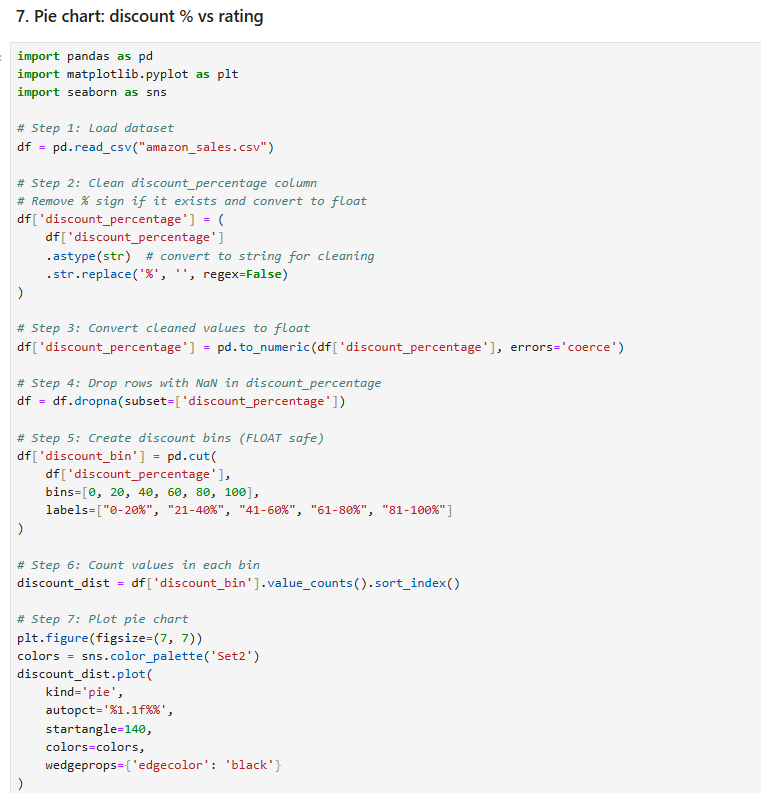 7. Pie chart: discount % vs rating
import pandas as pd
import matplotlib.pyplot as plt
import seaborn as sns
# Step 1: Load dataset
df = pd.read_csv("amazon_sales.csv")
# Step 2: Clean discount_percentage column
# Remove % sign if it exists and convert to float
df['discount_percentage'] = (
    df['discount_percentage']
    .astype(str)  # convert to string for cleaning
    .str.replace('%', '', regex=False)
)
# Step 3: Convert cleaned values to float
df['discount_percentage'] = pd.to_numeric(df['discount_percentage'], errors='coerce')
# Step 4: Drop rows with NaN in discount_percentage
df = df.dropna(subset=['discount_percentage'])
# Step 5: Create discount bins (FLOAT safe)
df['discount_bin'] = pd.cut(
    df['discount_percentage'],
    bins=[0, 20, 40, 60, 80, 100],
    labels=["0-20%", "21-40%", "41-60%", "61-80%", "81-100%"]
)
# Step 6: Count values in each bin
discount_dist = df['discount_bin'].value_counts().sort_index()
# Step 7: Plot pie chart
plt.figure(figsize=(7, 7))
colors = sns.color_palette('Set2')
discount_dist.plot(
    kind='pie',
    autopct='%1.1f%%',
    startangle=140,
    colors=colors,
    wedgeprops={'edgecolor': 'black'}
)